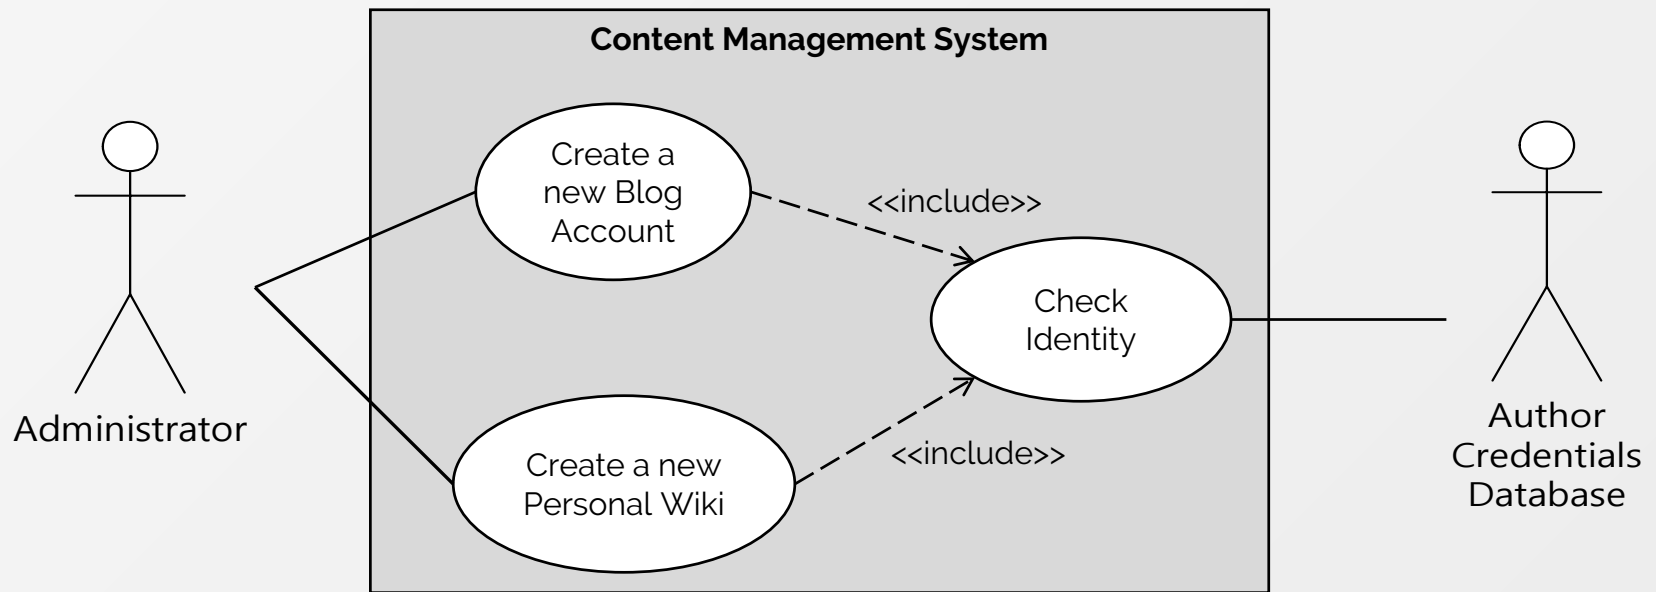 Content Management System
Create a
new Blog
Account
<<include>>
Check
Identity
Administrator
Create a new
Personal Wiki
<<include>>
Author
Credentials
Database